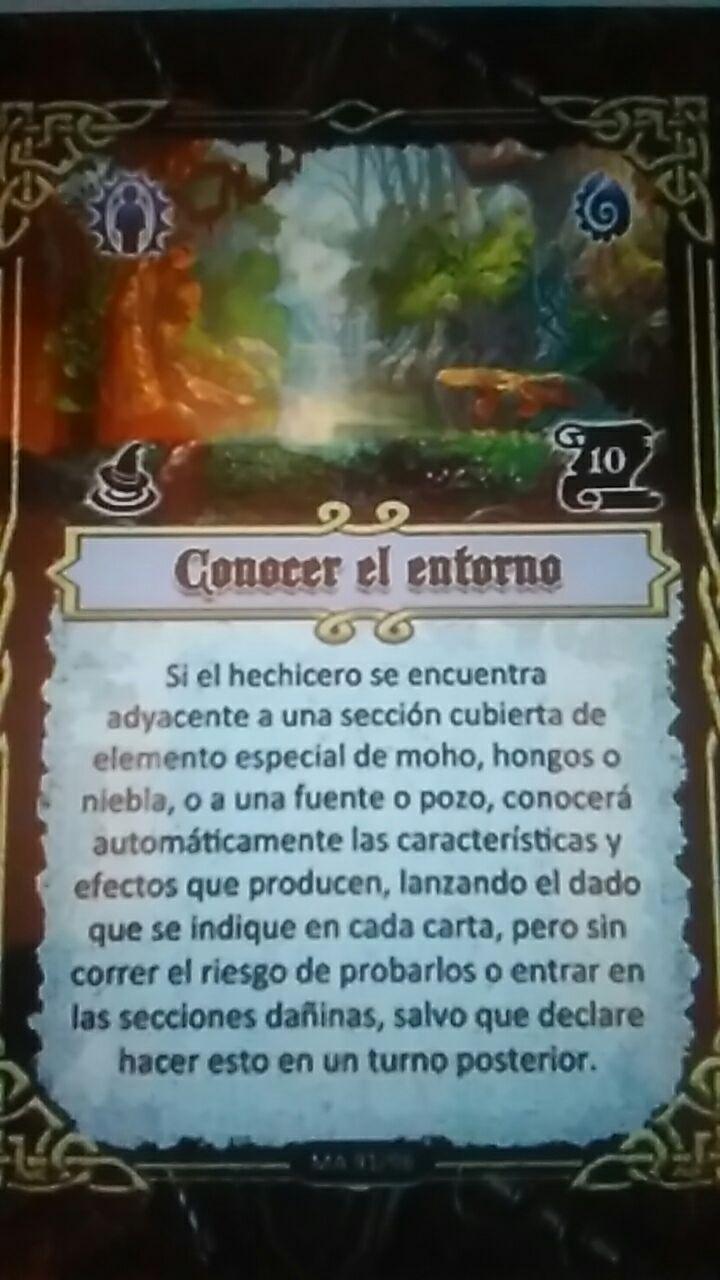 10
Conocer el entorno
Si el hechicero se encuentra
adyacente a una sección cubierta de
elemento especial de moho, hongos o
niebla, o a una fuente o pozo, conocerá
automáticamente las características y
efectos que producen, lanzando el dado
que se indique en cada carta, pero sin
correr el riesgo de probarlos o entrar en
las secciones dañinas, salvo que declare
hacer esto en un turno posterior.